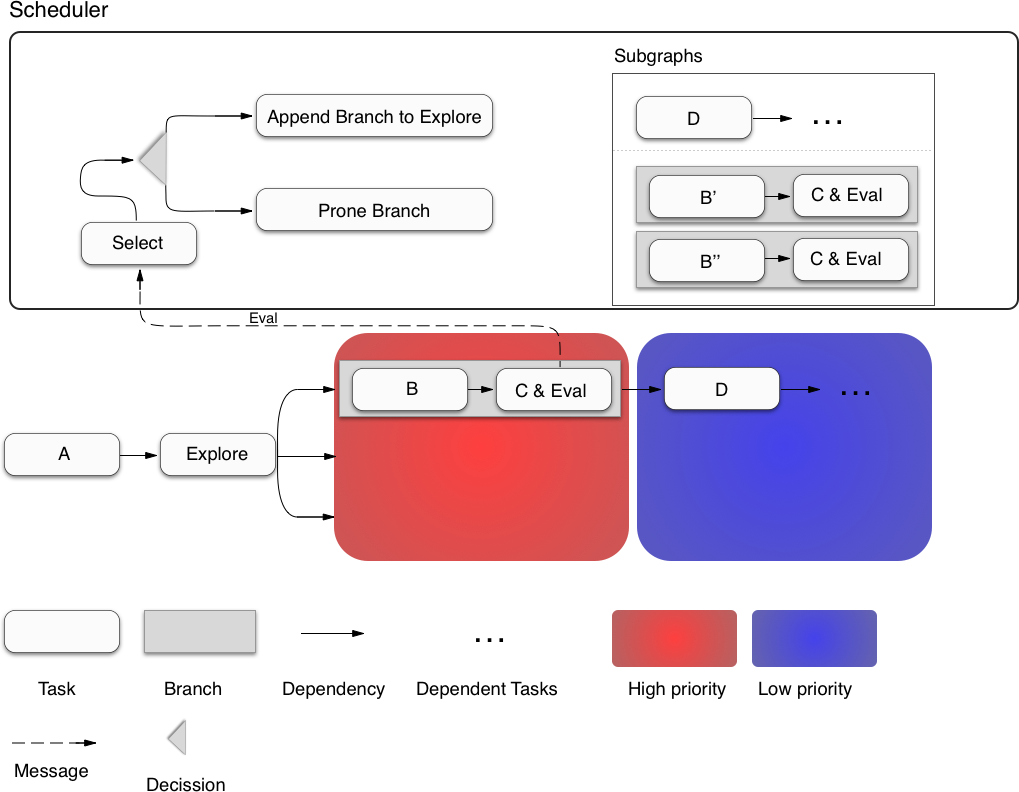 Scheduler
Subgraphs
Append Branch to Explore
D
...
Prone Branch
B’
C & Eval
Select
B’’
C & Eval
Eval
B
C & Eval
D
...
A
Explore
...
Task
Branch
Dependency
Dependent Tasks
High priority
Low priority
Message
Decission